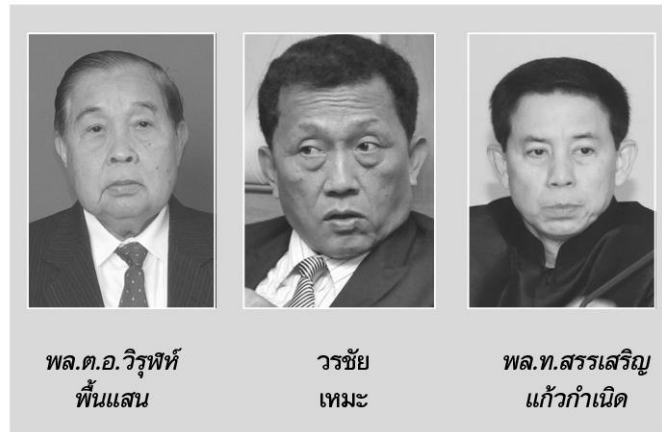 พล.ต.อ.วิรุฬห์
พื้นแสน
วรชัย
เหมะ
พล.ท.สรรเสริญ
แก้วกำเนิด